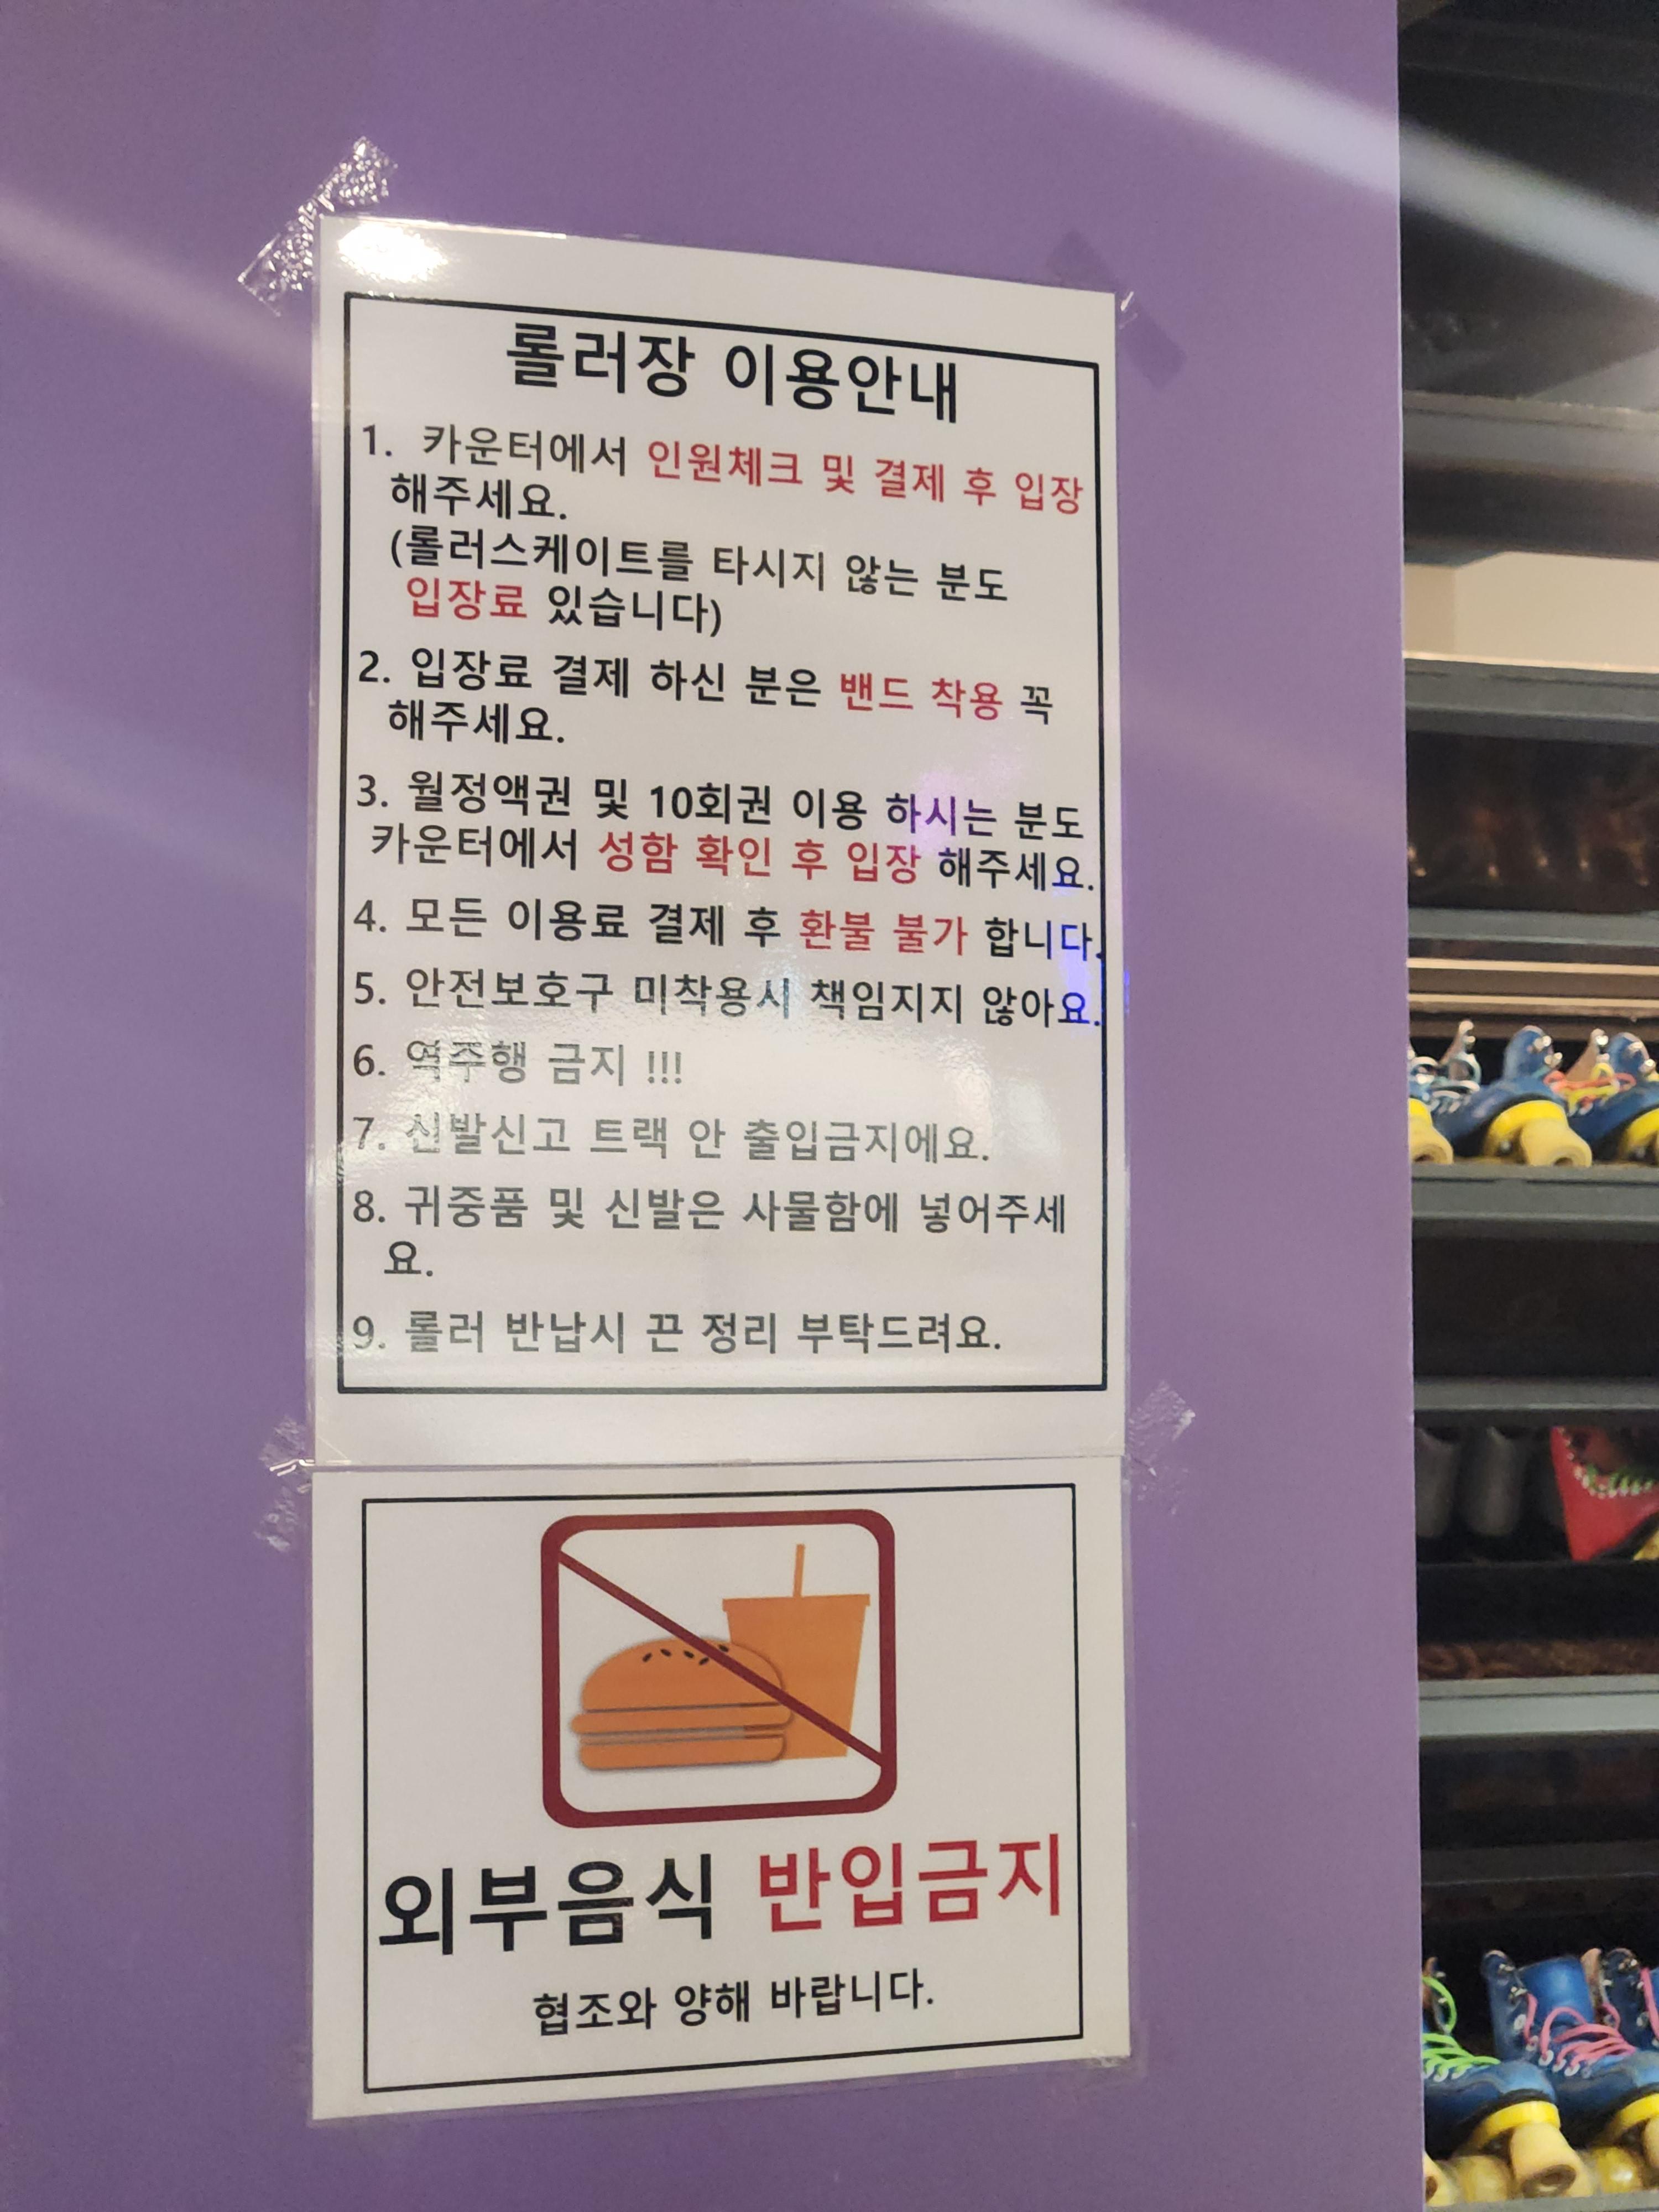 롤러장 이용안내
1. 카운터에서 인원체크 및 결제 후 입장
해주세요.
(롤러스케이트를 타시지 않는 분도
입장료 있습니다)
2. 입장료 결제 하신 분은 밴드 착용 꼭
해주세요.
3. 월정액권 및 10회권 이용 하시는 분도
카운터에서 성함 확인 후 입장 해주세요.
4. 모든 이용료 결제 후 환불 불가 합니다.
5. 안전보호구 미착용시 책임지지 않아요.
6. 역주행 금지 !!!
7. 신발신고 트랙 안 출입금지에요.
8. 귀중품 및 신발은 사물함에 넣어주세
요.
9. 롤러 반납시 끈 정리 부탁드려요.
외부음식 반입금지
협조와 양해 바랍니다.